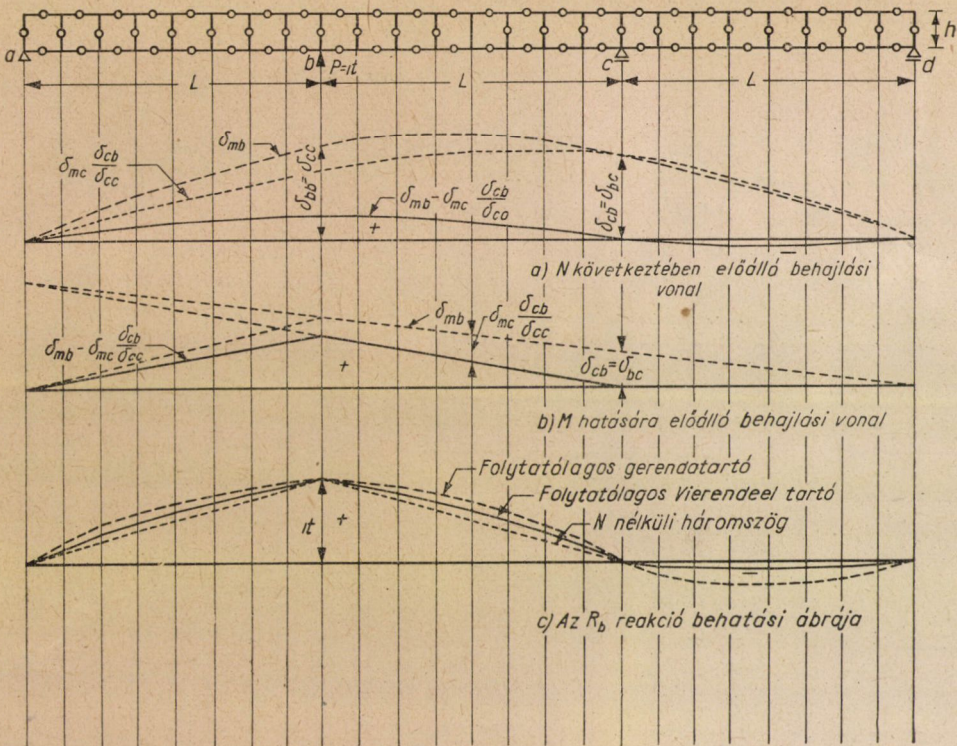 h
a
b
P=1t
c
d
L
L
L
δmb
δmc δcb/δcc
δbb=δcc
δmb-δmc δcb/δco
δcb=δbc
+
−
a) N következtében előálló behajlási
vonal
δmb
δmc δcb/δcc
δmb-δmc δcb/δcc
+
δcb=δbc
b) M hatására előálló behajlási vonal
Folytatólagos gerendatartó
Folytatólagos Vierendeel tartó
N nélküli háromszög
1t
+
−
c) Az Rb reakció behatási ábrája